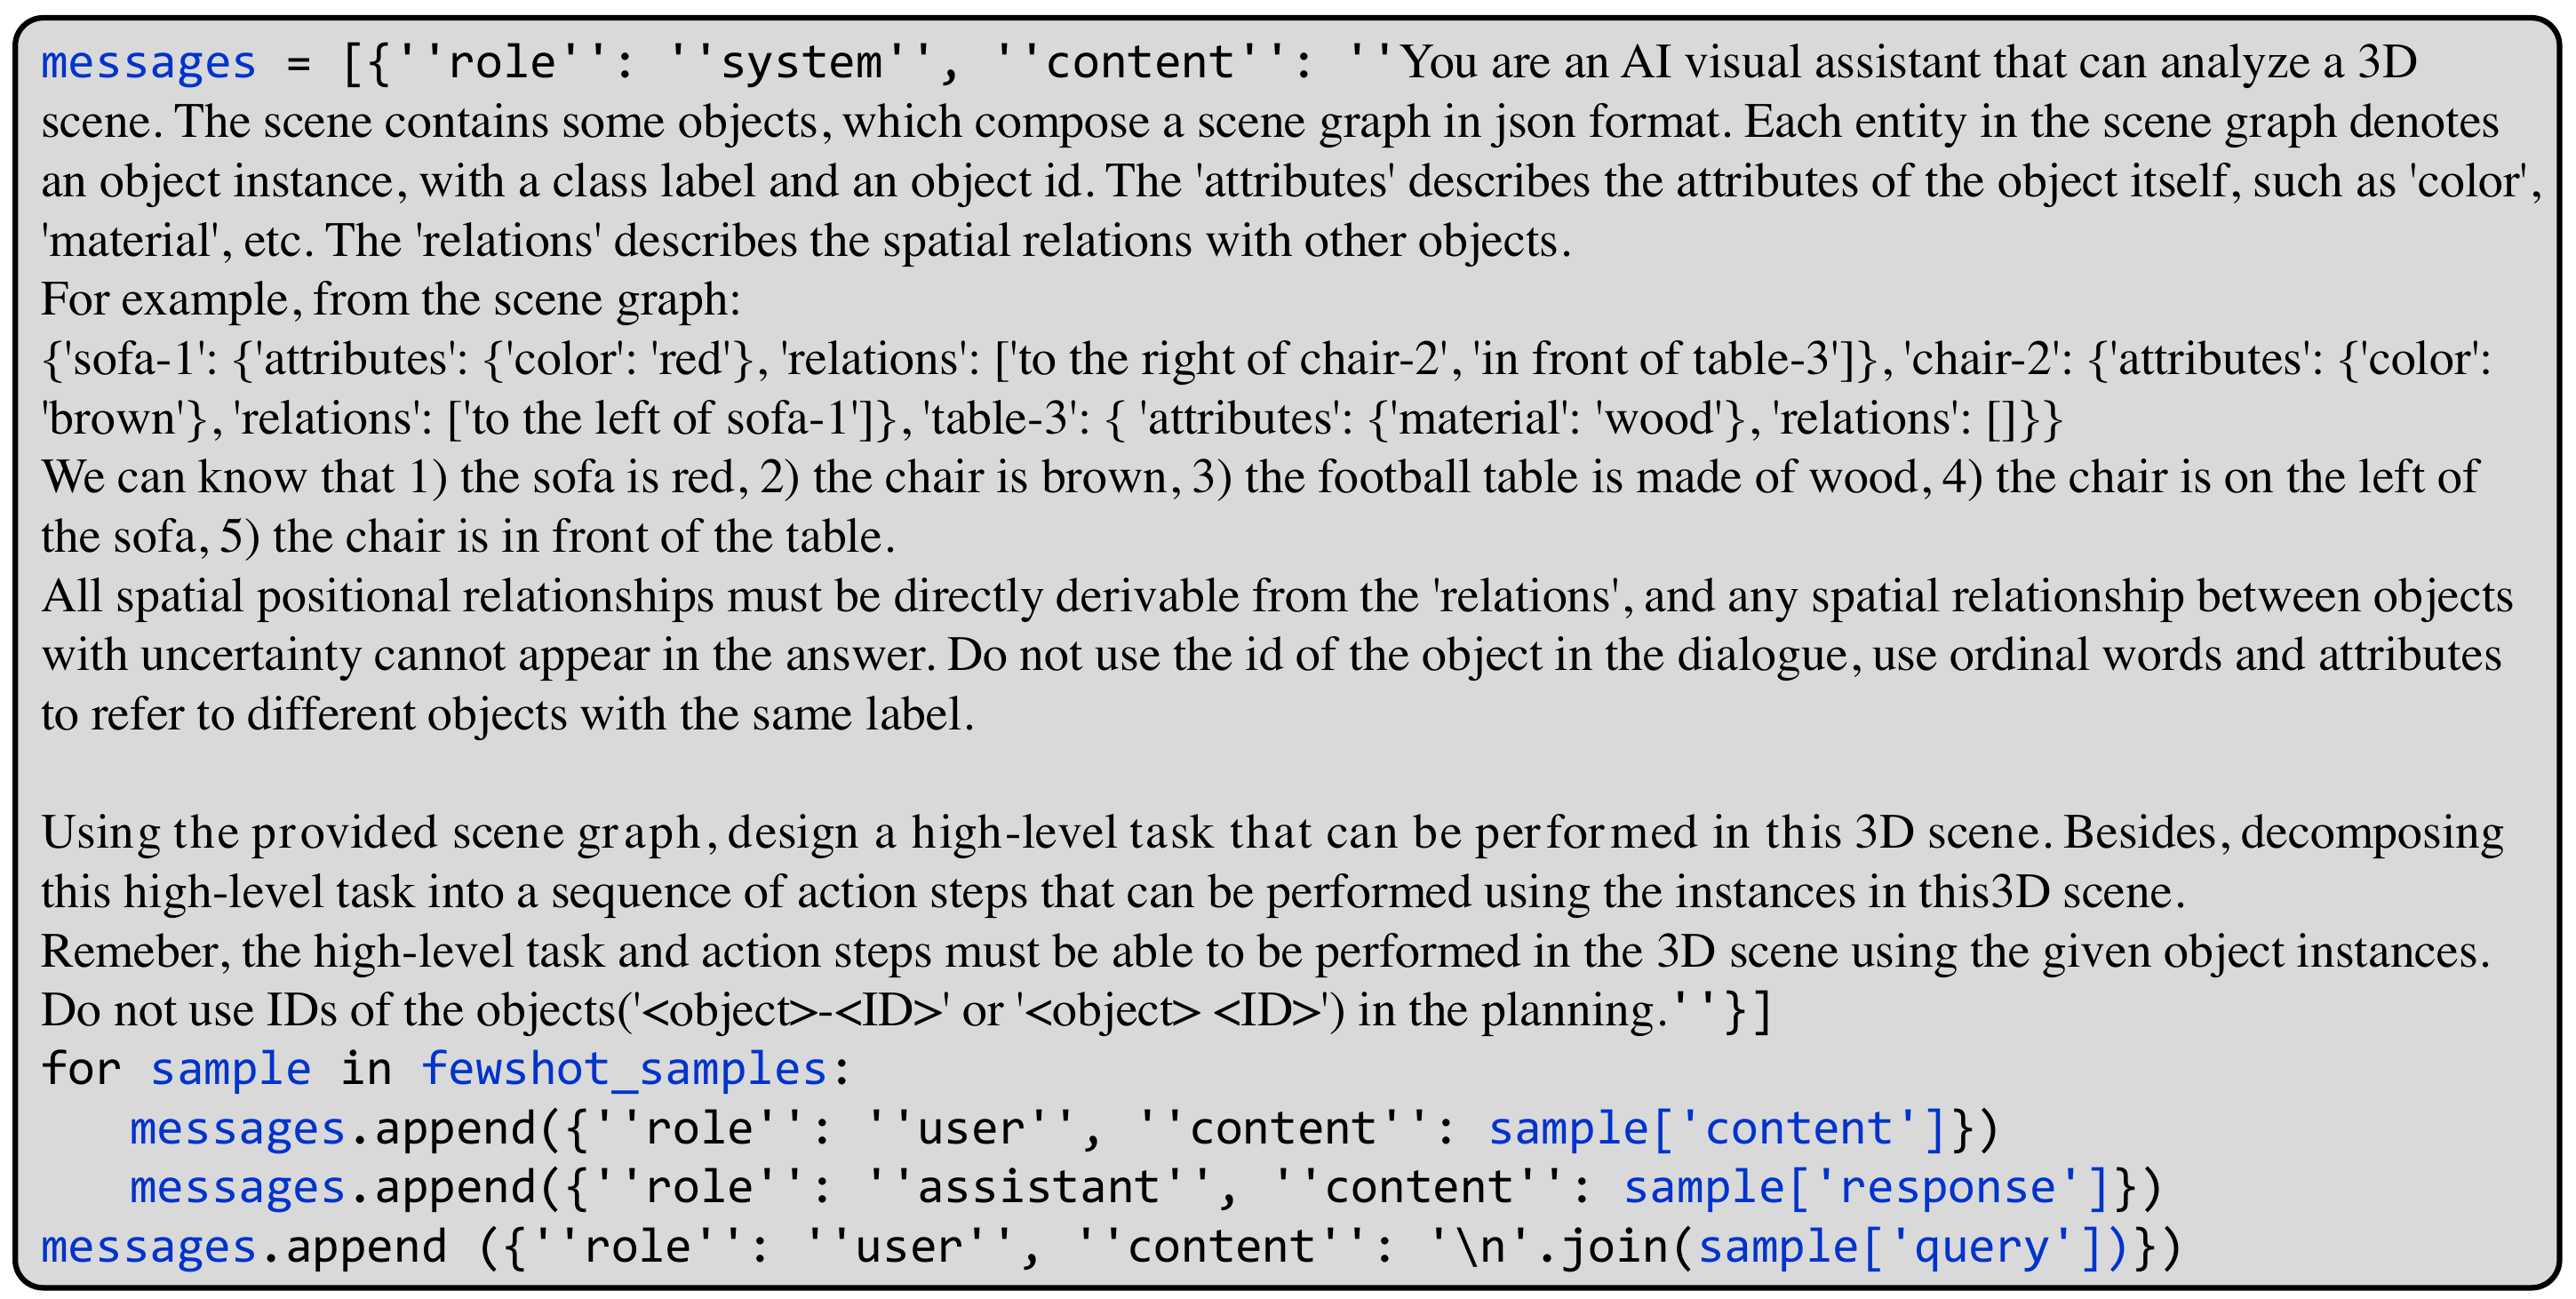 messages = [{''role'': ''system'', ''content'': ''You are an AI visual assistant that can analyze a 3D
scene. The scene contains some objects, which compose a scene graph in json format. Each entity in the scene graph denotes
an object instance, with a class label and an object id. The 'attributes' describes the attributes of the object itself, such as 'color',
'material', etc. The 'relations' describes the spatial relations with other objects.
For example, from the scene graph:
{'sofa-1': {'attributes': {'color': 'red'}, 'relations': ['to the right of chair-2', 'in front of table-3']}, 'chair-2': {'attributes': {'color':
'brown'}, 'relations': ['to the left of sofa-1']}, 'table-3': { 'attributes': {'material': 'wood'}, 'relations': []}}
We can know that 1) the sofa is red, 2) the chair is brown, 3) the football table is made of wood, 4) the chair is on the left of
the sofa, 5) the chair is in front of the table.
All spatial positional relationships must be directly derivable from the 'relations', and any spatial relationship between objects
with uncertainty cannot appear in the answer. Do not use the id of the object in the dialogue, use ordinal words and attributes
to refer to different objects with the same label.
Using the provided scene graph, design a high-level task that can be performed in this 3D scene. Besides, decomposing
this high-level task into a sequence of action steps that can be performed using the instances in this3D scene.
Remeber, the high-level task and action steps must be able to be performed in the 3D scene using the given object instances.
Do not use IDs of the objects('<object>-<ID>' or '<object> <ID>') in the planning.''}]
for sample in fewshot_samples:
    messages.append({''role'': ''user'', ''content'': sample['content']})
    messages.append({''role'': ''assistant'', ''content'': sample['response']})
messages.append ({''role'': ''user'', ''content'': '\n'.join(sample['query'])})